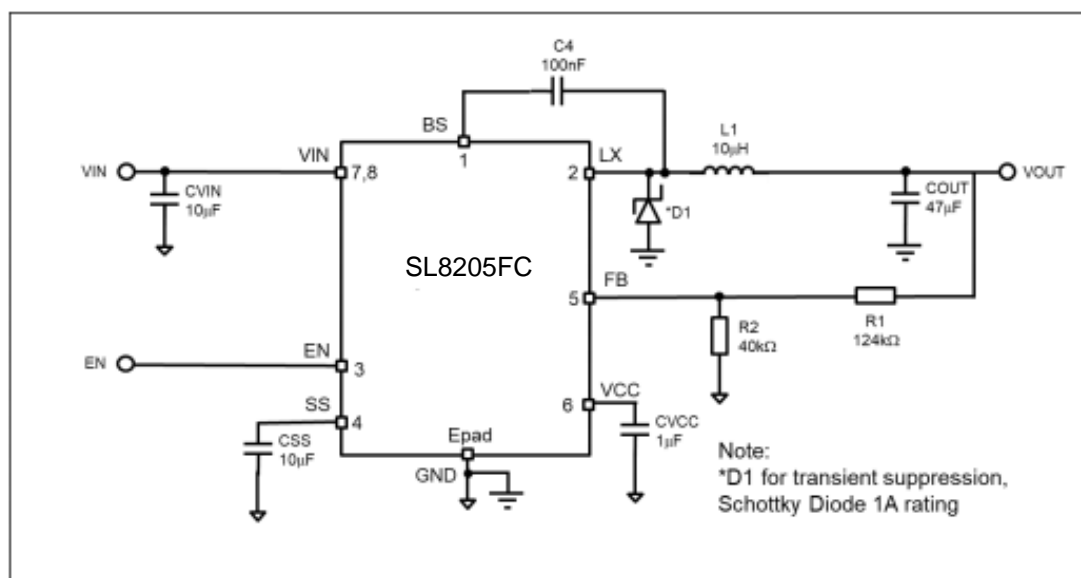 C4
100nF
BS
1
VIN
VIN
7,8
CVIN
10µF
LX
2
L1
10µH
*D1
COUT
47µF
VOUT
SL8205FC
FB
5
R2
40kΩ
R1
124kΩ
EN
EN
3
SS
4
CSS
10µF
VCC
6
CVCC
1µF
Epad
GND
Note:
*D1 for transient suppression,
Schottky Diode 1A rating